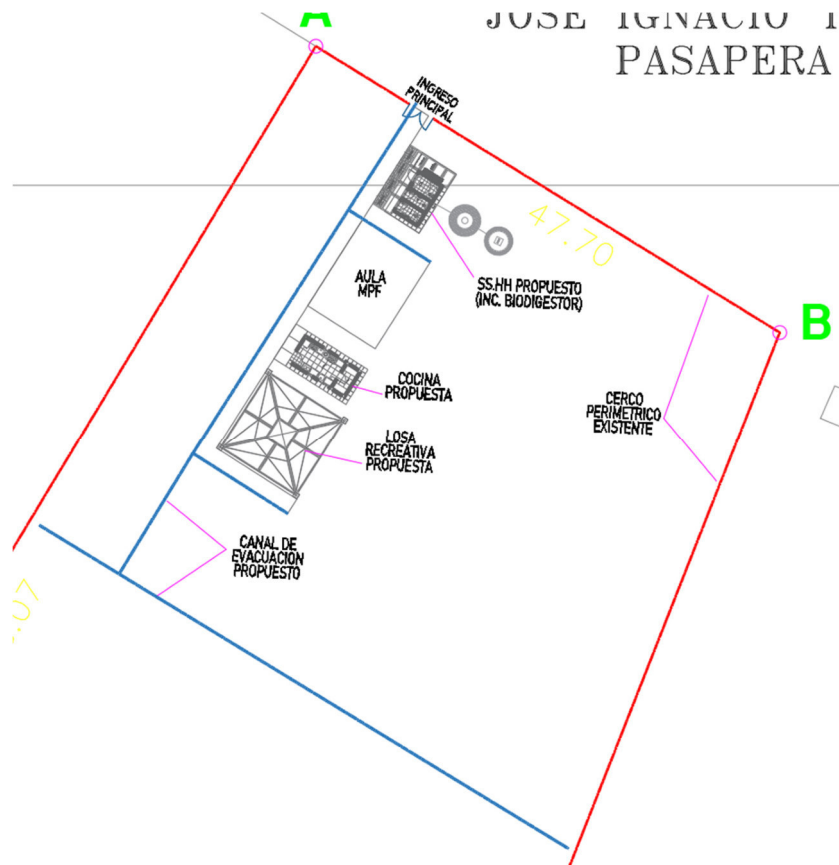 A
JOSE IGNACIO
PASAPERA
INGRESO
PRINCIPAL
47.70
SS.HH PROPUESTO
(INC. BIODIGESTOR)
AULA
MPF
B
COCINA
PROPUESTA
CERCO
PERIMETRICO
EXISTENTE
LOSA
RECREATIVA
PROPUESTA
CANAL DE
EVACUACION
PROPUESTO
.07